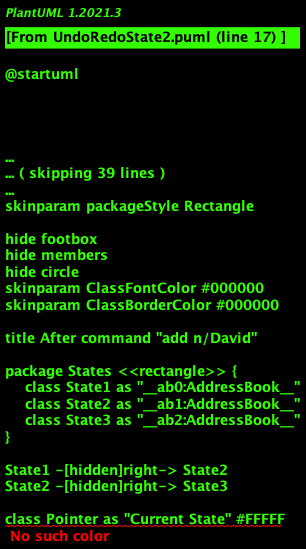 PlantUML 1.2021.3
[From UndoRedoState2.puml (line 17) ]
@startuml
...
... ( skipping 39 lines )
...
skinparam packageStyle Rectangle
hide footbox
hide members
hide circle
skinparam ClassFontColor #000000
skinparam ClassBorderColor #000000
title After command "add n/David"
package States <<rectangle>> {
class State1 as "__ab0:AddressBook__"
class State2 as "__ab1:AddressBook__"
class State3 as "__ab2:AddressBook__"
}
State1 -[hidden]right-> State2
State2 -[hidden]right-> State3
class Pointer as "Current State" #FFFFF
No such color